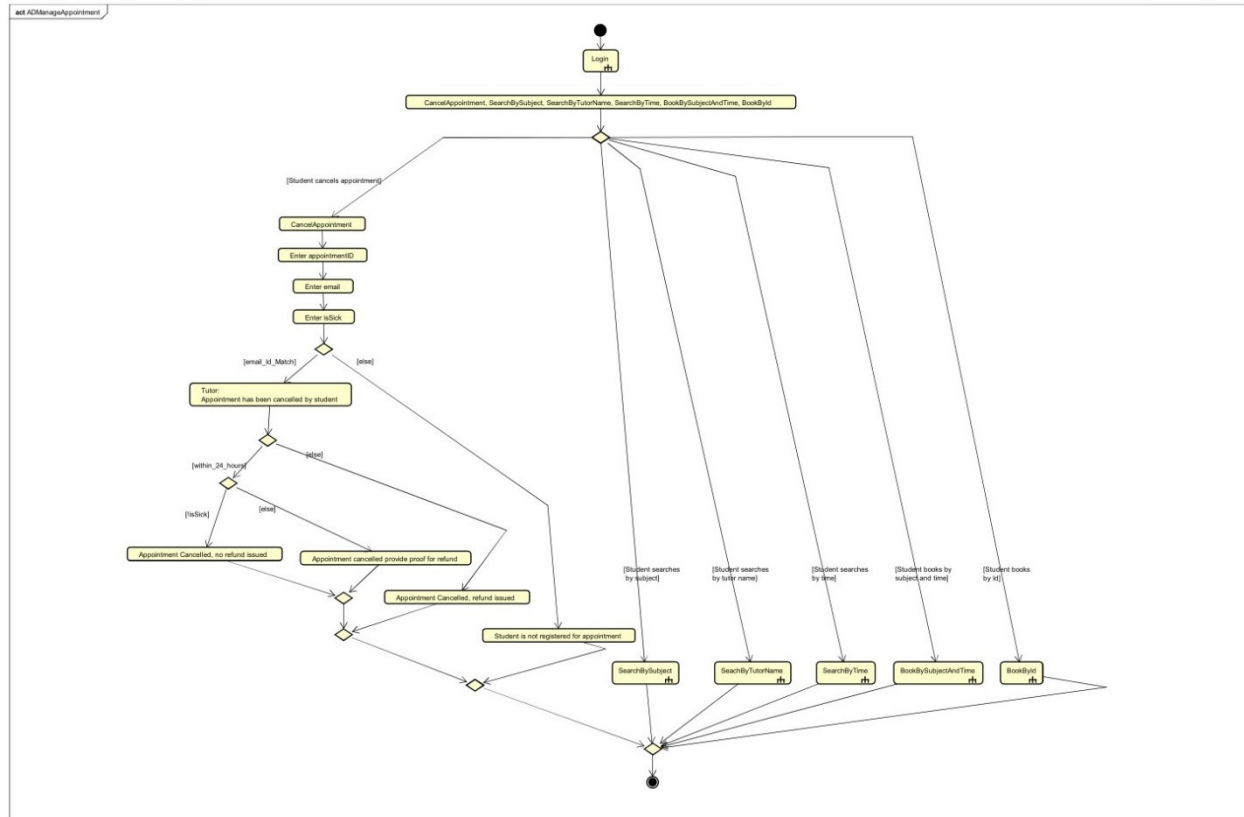 act ADManageAppointment
Login
CancelAppointment, SearchBySubject, SearchByTutorName, SearchByTime, BookBySubjectAndTime, BookById
[Student cancels appointment]
CancelAppointment
Enter appointmentID
Enter email
Enter isSick
[email_Id_Match]
[else]
Tutor:
Appointment has been cancelled by student
[within_24_hours]
[else]
[!isSick]
[else]
Appointment Cancelled, no refund issued
Appointment cancelled provide proof for refund
Appointment Cancelled, refund issued
Student is not registered for appointment
[Student searches
by subject]
[Student searches
by tutor name]
[Student searches
by time]
[Student books by
subject and time]
[Student books
by Id]
SearchBySubject
SeachByTutorName
SearchByTime
BookBySubjectAndTime
BookById